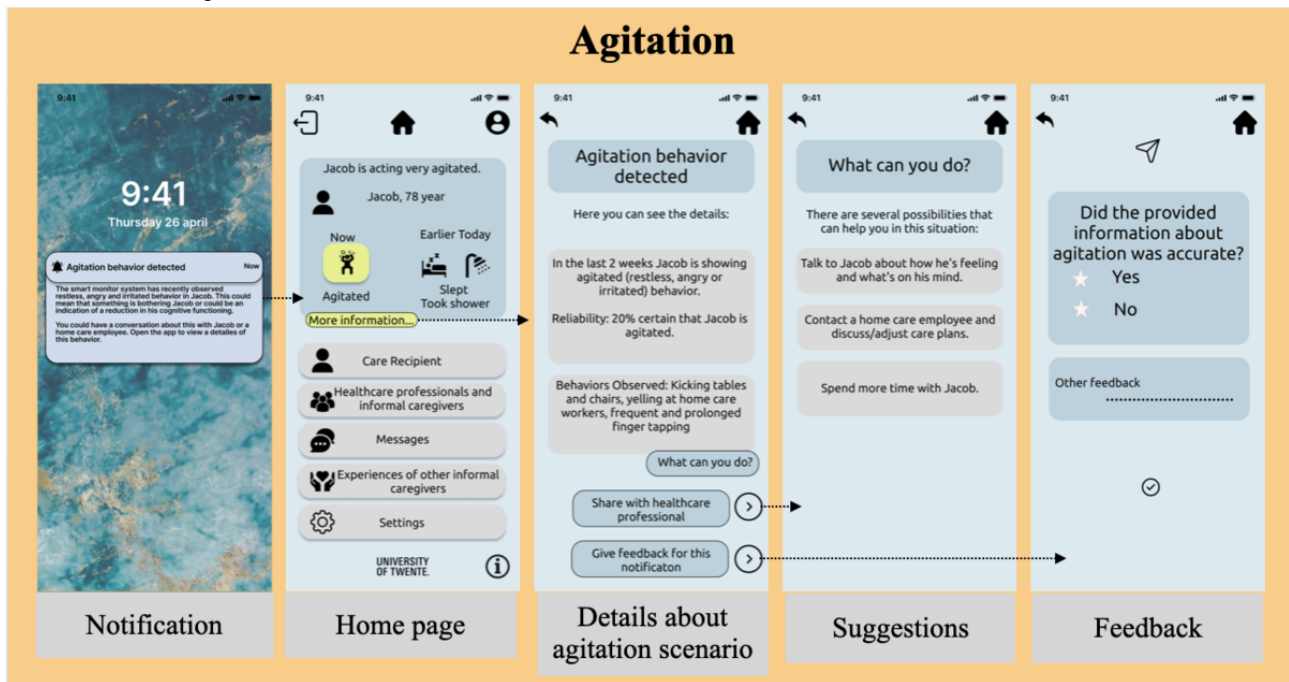 Agitation
9:41
9:41
Thursday 26 april
Agitation behavior detected
Now
The smart monitor system has recently observed
restless, angry and irritated behavior in Jacob. This could
mean that something is bothering Jacob or could be an
indication of a reduction in his cognitive functioning.
You could have a conversation about this with Jacob or a
home care employee. Open the app to view a detailes of
this behavior.
Notification
9:41
Jacob is acting very agitated.
Jacob, 78 year
Now
Earlier Today
Agitated
Slept
Took shower
More information...
Care Recipient
Healthcare professionals and
informal caregivers
Messages
Experiences of other informal
caregivers
Settings
UNIVERSITY
OF TWENTE.
Home page
9:41
Agitation behavior
detected
Here you can see the details:
In the last 2 weeks Jacob is showing
agitated (restless, angry or
irritated) behavior.
Reliability: 20% certain that Jacob is
agitated.
Behaviors Observed: Kicking tables
and chairs, yelling at home care
workers, frequent and prolonged
finger tapping
What can you do?
Share with healthcare
professional
Give feedback for this
notificaton
Details about
agitation scenario
9:41
What can you do?
There are several possibilities that
can help you in this situation:
Talk to Jacob about how he's feeling
and what's on his mind.
Contact a home care employee and
discuss/adjust care plans.
Spend more time with Jacob.
Suggestions
9:41
Did the provided
information about
agitation was accurate?
Yes
No
Other feedback
Feedback